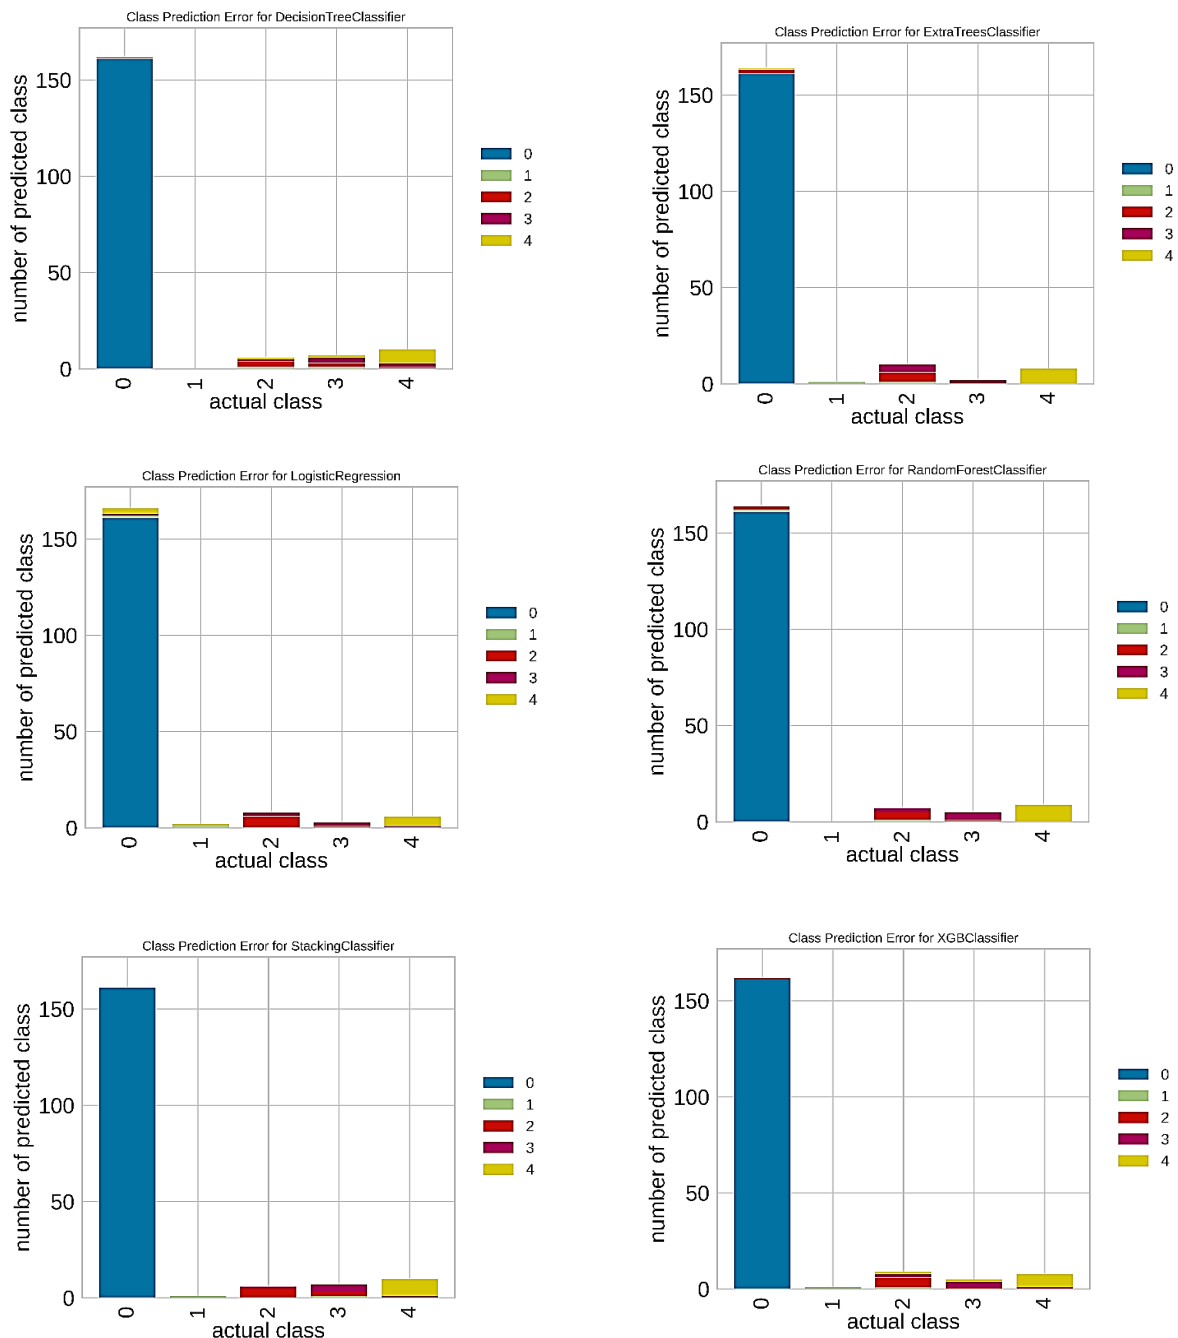 Class Prediction Error for DecisionTreeClassifier
number of predicted class
150
100
50
0
0 1 2 3 4
actual class
0
1
2
3
4
Class Prediction Error for ExtraTreesClassifier
number of predicted class
150
100
50
0
0 1 2 3 4
actual class
0
1
2
3
4
Class Prediction Error for LogisticRegression
number of predicted class
150
100
50
0
0 1 2 3 4
actual class
0
1
2
3
4
Class Prediction Error for RandomForestClassifier
number of predicted class
150
100
50
0
0 1 2 3 4
actual class
0
1
2
3
4
Class Prediction Error for StackingClassifier
number of predicted class
150
100
50
0
0 1 2 3 4
actual class
0
1
2
3
4
Class Prediction Error for XGBClassifier
number of predicted class
150
100
50
0
0 1 2 3 4
actual class
0
1
2
3
4